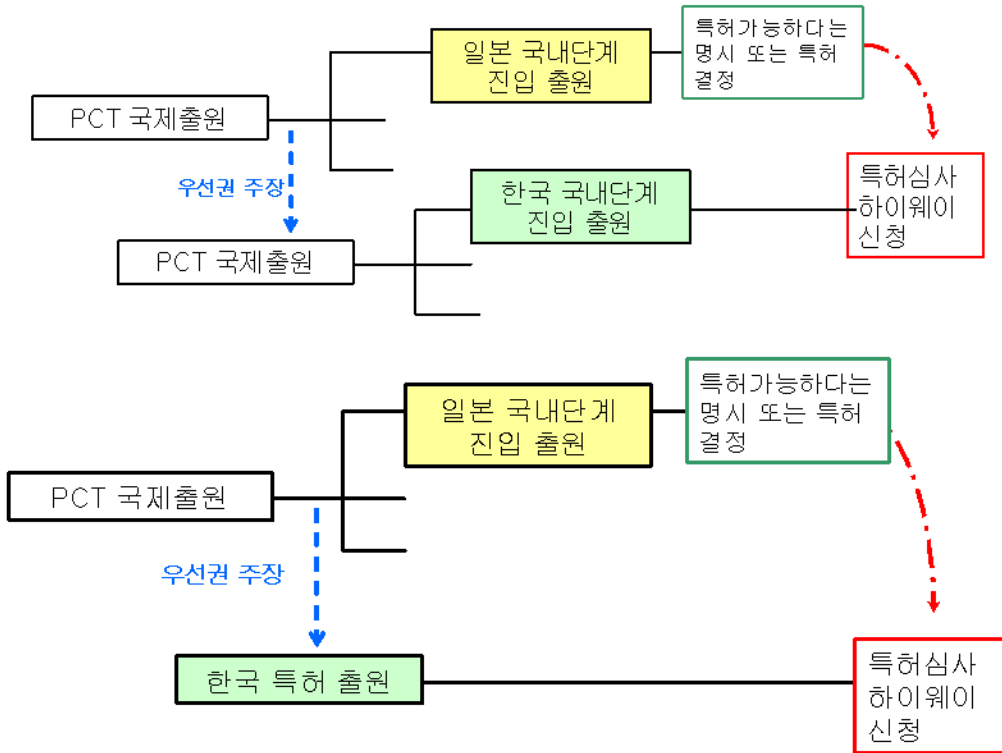 일본 국내단계
진입 출원
특허가능하다는
명시 또는 특허
결정
PCT 국제출원
우선권 주장
한국 국내단계
진입 출원
특허심사
하이웨이
신청
PCT 국제출원
일본 국내단계
진입 출원
특허가능하다는
명시 또는 특허
결정
PCT 국제출원
우선권 주장
한국 특허 출원
특허심사
하이웨이
신청